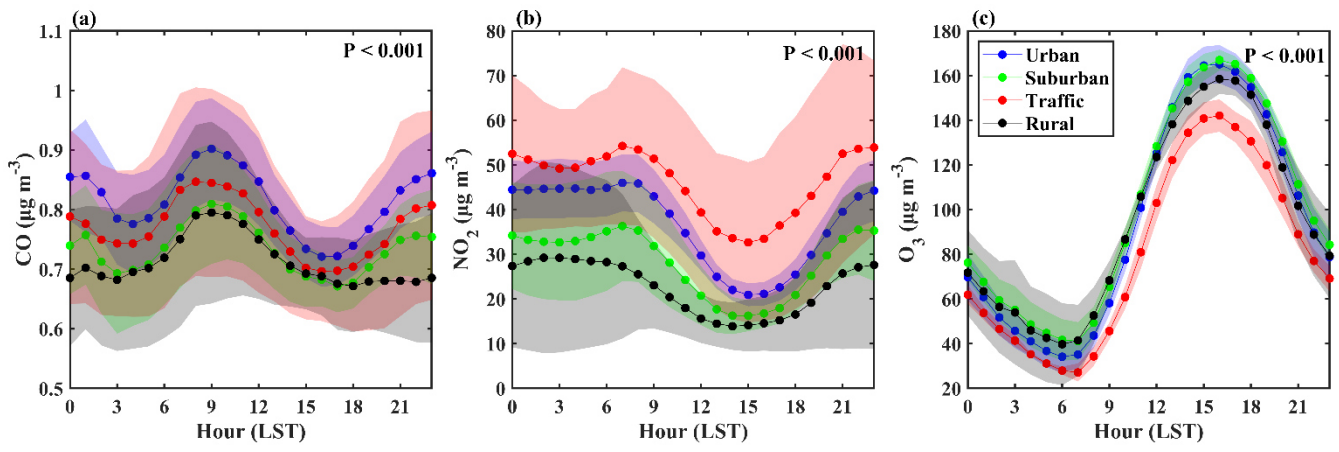 (a)
P < 0.001
CO (μg m⁻³)
1.1
1
0.9
0.8
0.7
0.6
0.5
0 3 6 9 12 15 18 21
Hour (LST)
(b)
P < 0.001
NO₂ (μg m⁻³)
80
70
60
50
40
30
20
10
0
0 3 6 9 12 15 18 21
Hour (LST)
(c)
P < 0.001
Urban
Suburban
Traffic
Rural
O₃ (μg m⁻³)
180
160
140
120
100
80
60
40
20
0 3 6 9 12 15 18 21
Hour (LST)